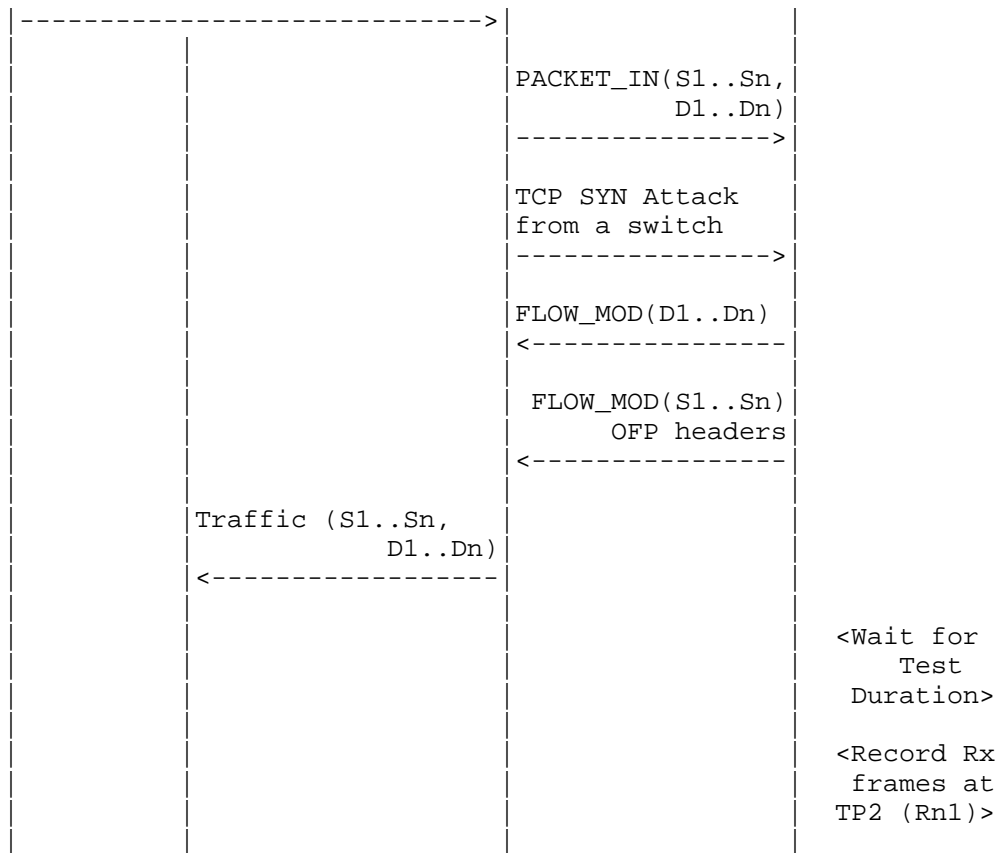 PACKET_IN(S1..Sn,
D1..Dn)
TCP SYN Attack
from a switch
FLOW_MOD(D1..Dn)
FLOW_MOD(S1..Sn)
OFP headers
Traffic (S1..Sn,
D1..Dn)
<Wait for
Test
Duration>
<Record Rx
frames at
TP2 (Rn1)>